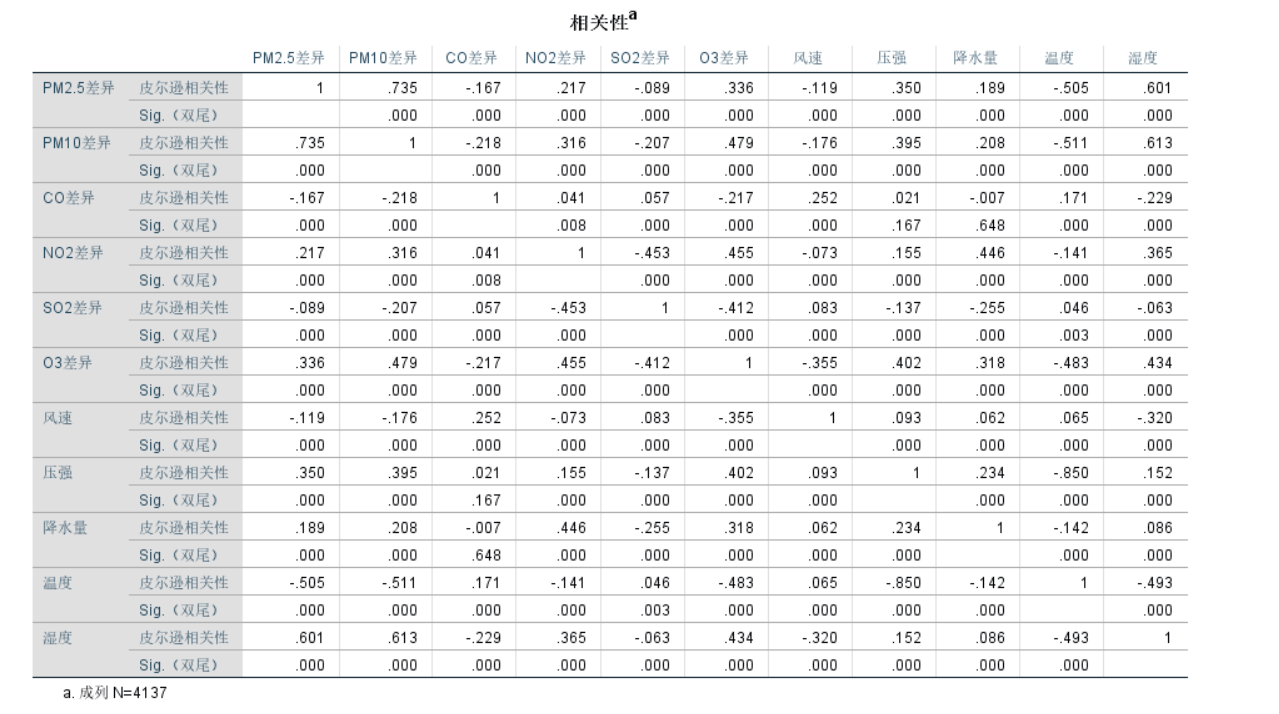 相关性a
PM2.5差异 PM10差异 CO差异 NO2差异 SO2差异 O3差异 风速 压强 降水量 温度 湿度
PM2.5差异 皮尔逊相关性 1 .735 -.167 .217 -.089 .336 -.119 .350 .189 -.505 .601
Sig.（双尾） .000 .000 .000 .000 .000 .000 .000 .000 .000 .000
PM10差异 皮尔逊相关性 .735 1 -.218 .316 -.207 .479 -.176 .395 .208 -.511 .613
Sig.（双尾） .000 .000 .000 .000 .000 .000 .000 .000 .000 .000
CO差异 皮尔逊相关性 -.167 -.218 1 .041 .057 -.217 .252 .021 -.007 .171 -.229
Sig.（双尾） .000 .000 .008 .000 .000 .000 .167 .648 .000 .000
NO2差异 皮尔逊相关性 .217 .316 .041 1 -.453 .455 -.073 .155 .446 -.141 .365
Sig.（双尾） .000 .000 .008 .000 .000 .000 .000 .000 .000 .000
SO2差异 皮尔逊相关性 -.089 -.207 .057 -.453 1 -.412 .083 -.137 -.255 .046 -.063
Sig.（双尾） .000 .000 .000 .000 .000 .000 .000 .000 .003 .000
O3差异 皮尔逊相关性 .336 .479 -.217 .455 -.412 1 -.355 .402 .318 -.483 .434
Sig.（双尾） .000 .000 .000 .000 .000 .000 .000 .000 .000 .000
风速 皮尔逊相关性 -.119 -.176 .252 -.073 .083 -.355 1 .093 .062 .065 -.320
Sig.（双尾） .000 .000 .000 .000 .000 .000 .000 .000 .000 .000
压强 皮尔逊相关性 .350 .395 .021 .155 -.137 .402 .093 1 .234 -.850 .152
Sig.（双尾） .000 .000 .167 .000 .000 .000 .000 .000 .000 .000
降水量 皮尔逊相关性 .189 .208 -.007 .446 -.255 .318 .062 .234 1 -.142 .086
Sig.（双尾） .000 .000 .648 .000 .000 .000 .000 .000 .000 .000
温度 皮尔逊相关性 -.505 -.511 .171 -.141 .046 -.483 .065 -.850 -.142 1 -.493
Sig.（双尾） .000 .000 .000 .000 .003 .000 .000 .000 .000 .000
湿度 皮尔逊相关性 .601 .613 -.229 .365 -.063 .434 -.320 .152 .086 -.493 1
Sig.（双尾） .000 .000 .000 .000 .000 .000 .000 .000 .000 .000
a. 成列 N=4137